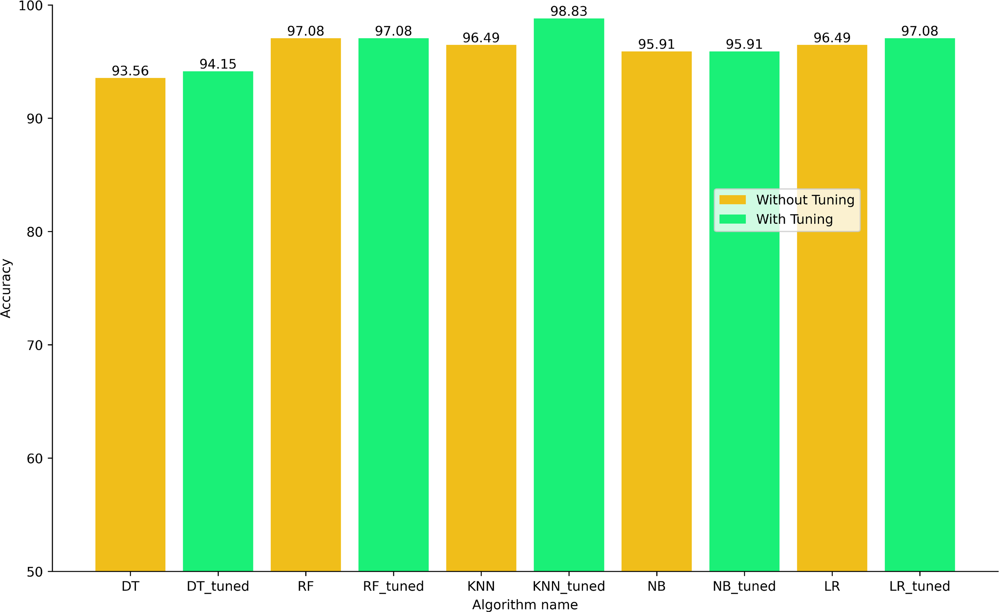 100
90
80
70
60
50
Accuracy
93.56
94.15
97.08
97.08
96.49
98.83
95.91
95.91
96.49
97.08
Without Tuning
With Tuning
DT
DT_tuned
RF
RF_tuned
KNN
KNN_tuned
NB
NB_tuned
LR
LR_tuned
Algorithm name